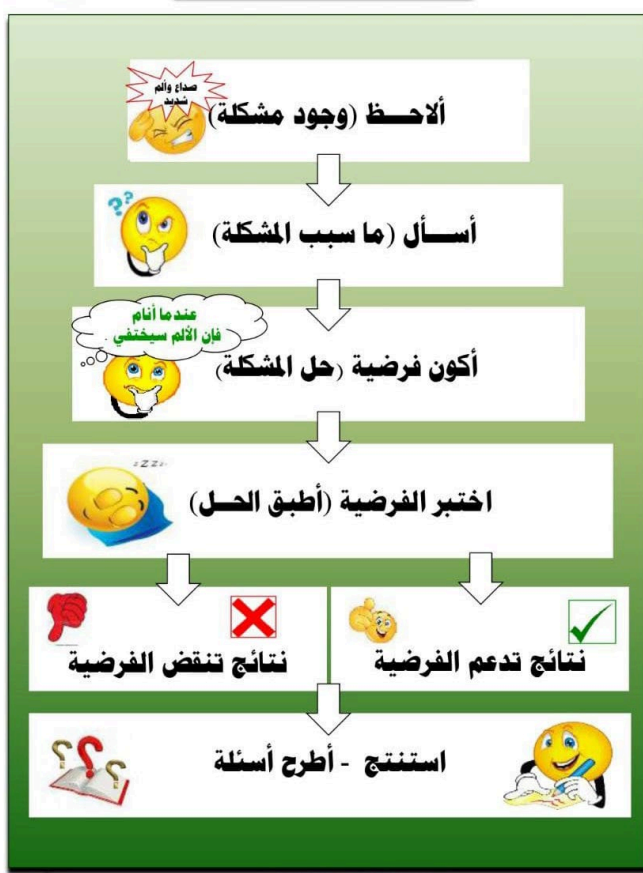 صداع وألم
شديد
ألاحـــظ (وجود مشكلة)
??
أســـأل (ما سبب المشكلة)
عندما أنام
فإن الألم سيختفي .
أكون فرضية (حل المشكلة)
zZZz
اختبر الفرضية (أطبق الحـــل)
نتائج تدعم الفرضية
نتائج تنقض الفرضية
استنتج - أطرح أسئلة
???